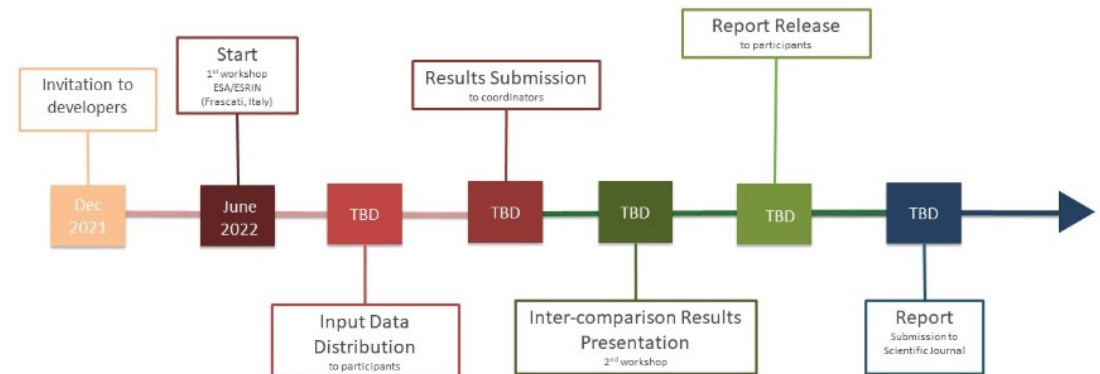 Invitation to
developers
Dec
2021
Start
1st workshop
ESA/ESRIN
(Frascati, Italy)
June
2022
TBD
Input Data
Distribution
to participants
Results Submission
to coordinators
TBD
TBD
Inter-comparison Results
Presentation
2nd workshop
Report Release
to participants
TBD
TBD
Report
Submission to
Scientific Journal